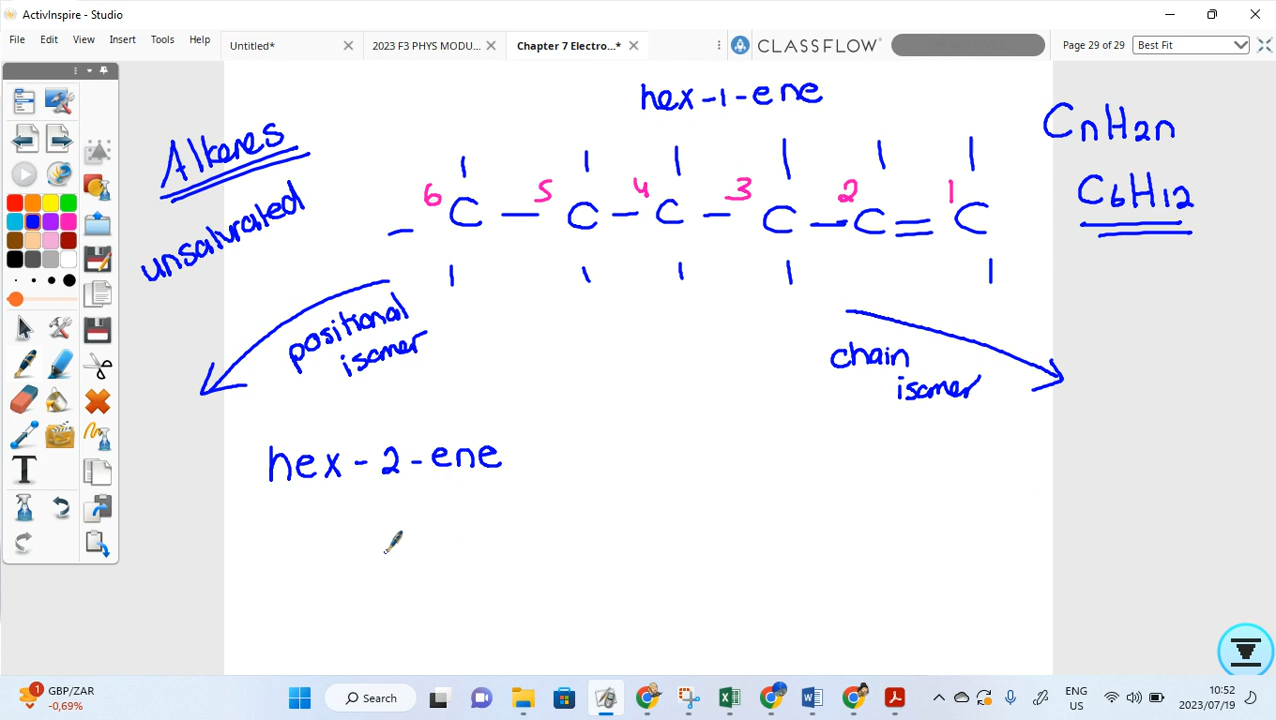 ActivInspire - Studio
File Edit View Insert Tools Help
Untitled*
2023 F3 PHYS MODU...
Chapter 7 Electro...*
CLASSFLOW
Page 29 of 29
Best Fit
hex-1-ene
CnH2n
Alkenes
6 5 4 3 2 1
C6H12
C — C — C — C — C = C
unsaturated
positional
isomer
chain
isomer
hex-2-ene
T
GBP/ZAR
-0,69%
1
Search
ENG
US
10:52
2023/07/19